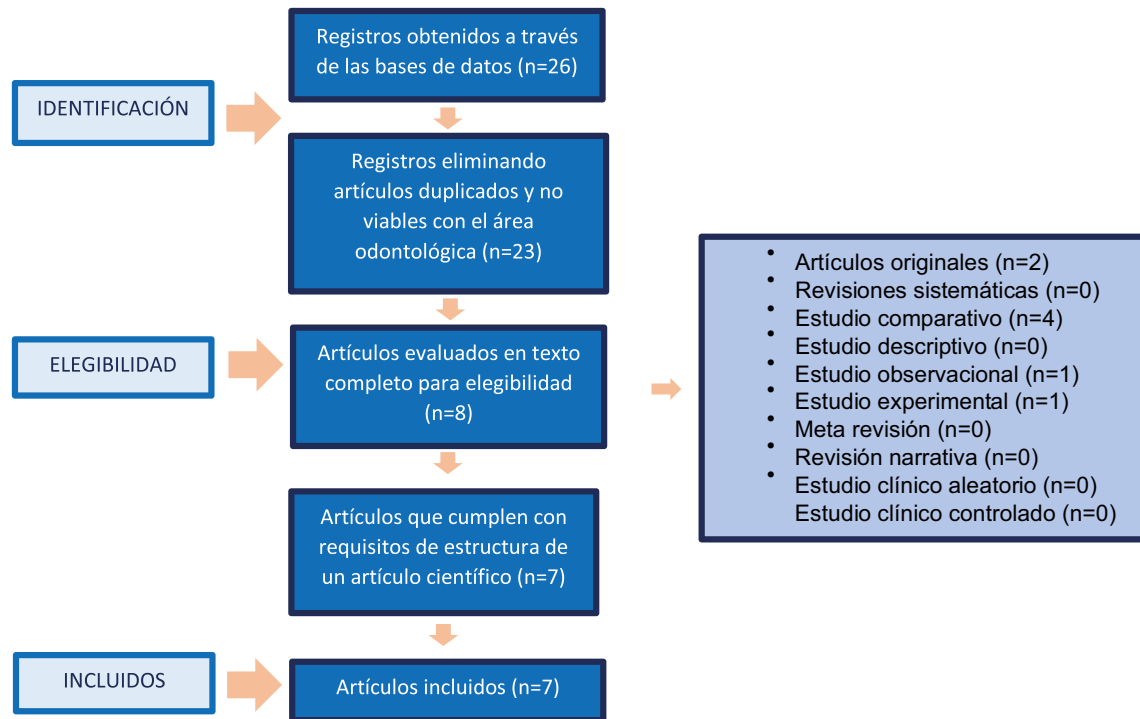 Registros obtenidos a través
de las bases de datos (n=26)
IDENTIFICACIÓN
Registros eliminando
artículos duplicados y no
viables con el área
odontológica (n=23)
ELEGIBILIDAD
Artículos evaluados en texto
completo para elegibilidad
(n=8)
• Artículos originales (n=2)
• Revisiones sistemáticas (n=0)
• Estudio comparativo (n=4)
• Estudio descriptivo (n=0)
• Estudio observacional (n=1)
• Estudio experimental (n=1)
• Meta revisión (n=0)
• Revisión narrativa (n=0)
• Estudio clínico aleatorio (n=0)
Estudio clínico controlado (n=0)
Artículos que cumplen con
requisitos de estructura de
un artículo científico (n=7)
INCLUIDOS
Artículos incluidos (n=7)